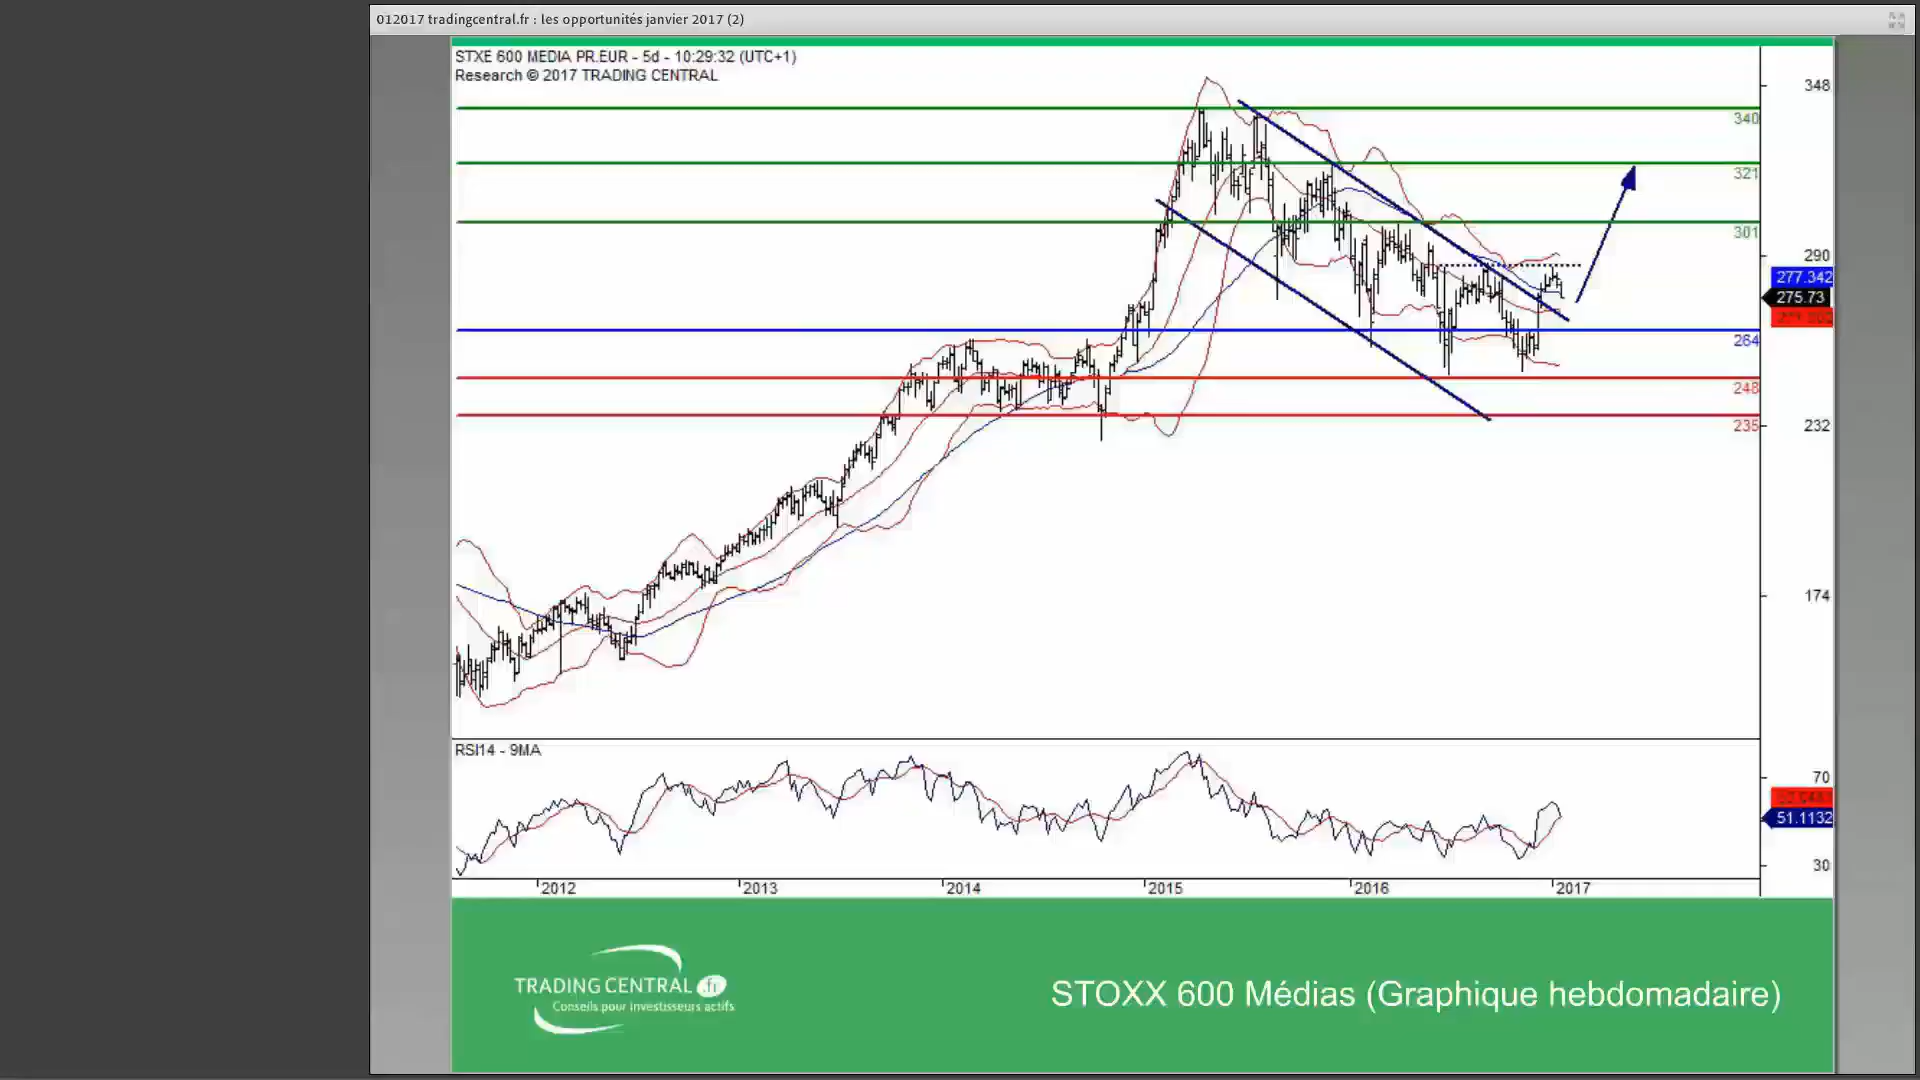 012017 tradingcentral.fr : les opportunités janvier 2017 (2)
STXE 600 MEDIA PR.EUR - 5d - 10:29:32 (UTC+1)
Research © 2017 TRADING CENTRAL
348
340
321
301
290
277.342
275.73
264
248
235
232
174
RSI14 - 9MA
70
51.1132
30
2012 2013 2014 2015 2016 2017
TRADING CENTRAL .fr
Conseils pour investisseurs actifs
STOXX 600 Médias (Graphique hebdomadaire)